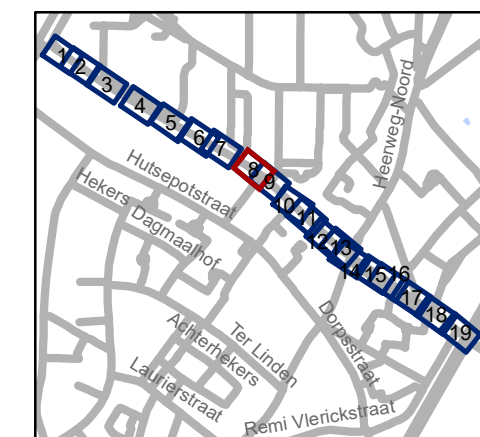 1
2
3
4
5
6
7
8
9
10
11
12
13
14
15
16
17
18
19
Heerweg-Noord
Hutsepotstraat
Hekers Dagmaalhof
Dorpsstraat
Ter Linden
Achterhekers
Laurierstraat
Remi Vlerickstraat